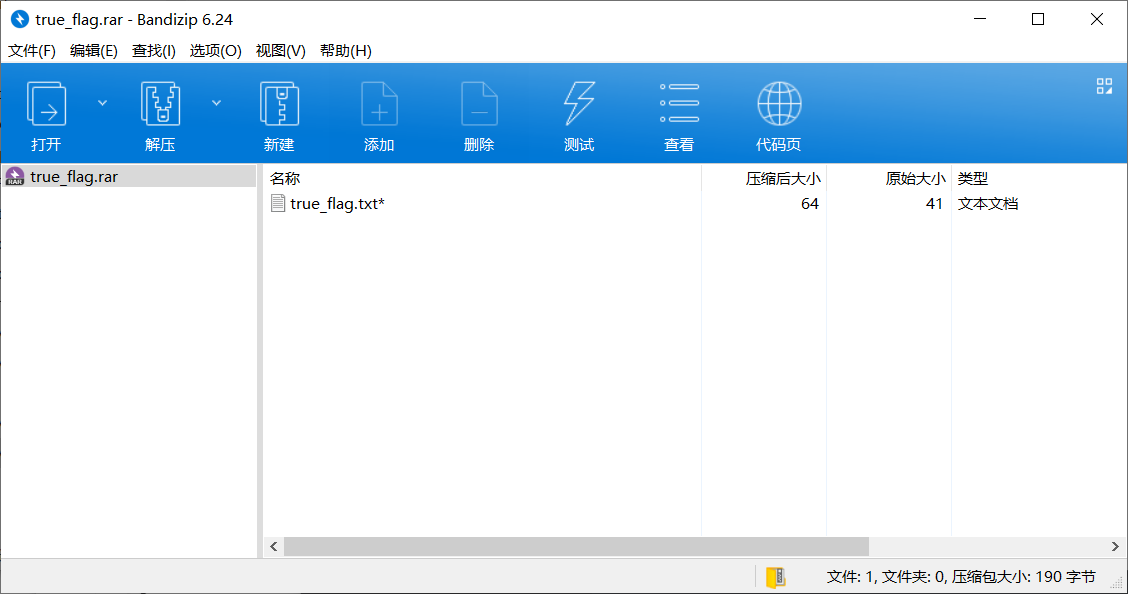 true_flag.rar - Bandizip 6.24
文件(F) 编辑(E) 查找(I) 选项(O) 视图(V) 帮助(H)
打开 解压 新建 添加 删除 测试 查看 代码页
RAR true_flag.rar
名称 压缩后大小 原始大小 类型
true_flag.txt* 64 41 文本文档
文件: 1, 文件夹: 0, 压缩包大小: 190 字节